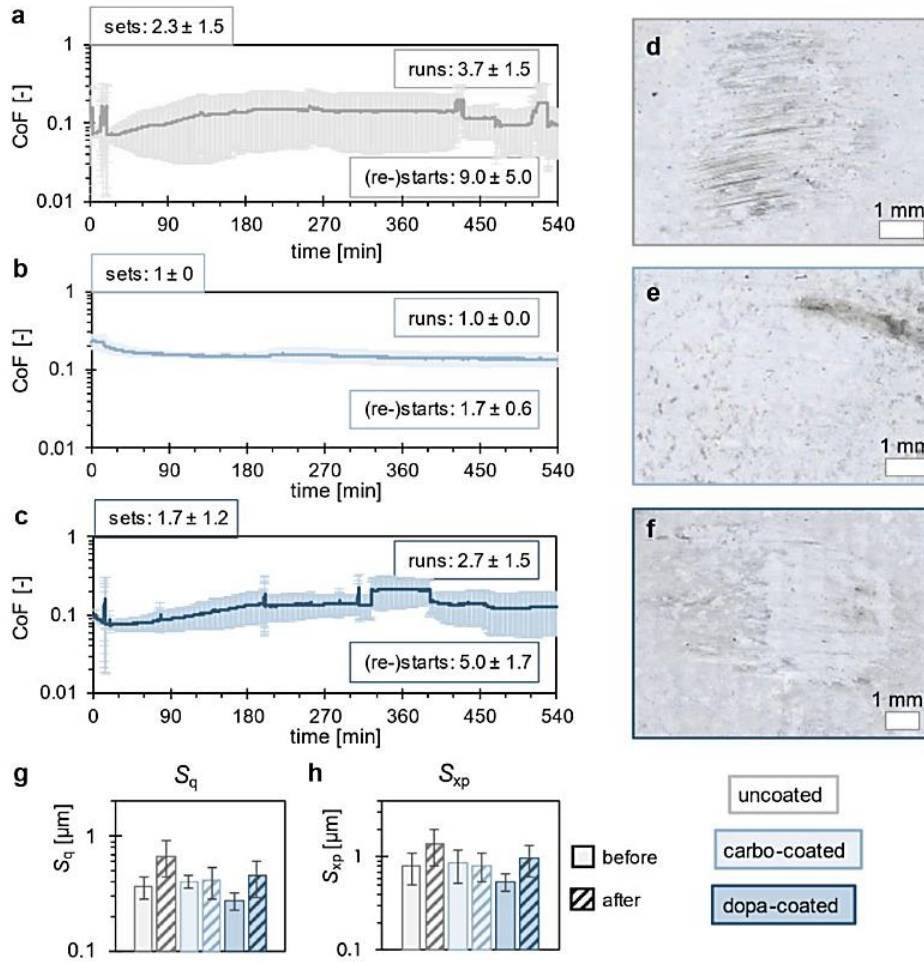 a
sets: 2.3 ± 1.5
1
runs: 3.7 ± 1.5
CoF [-]
0.1
(re-)starts: 9.0 ± 5.0
0.01
0 90 180 270 360 450 540
time [min]
b
sets: 1 ± 0
1
runs: 1.0 ± 0.0
CoF [-]
0.1
(re-)starts: 1.7 ± 0.6
0.01
0 90 180 270 360 450 540
time [min]
c
sets: 1.7 ± 1.2
1
runs: 2.7 ± 1.5
CoF [-]
0.1
(re-)starts: 5.0 ± 1.7
0.01
0 90 180 270 360 450 540
time [min]
d
1 mm
e
1 mm
f
1 mm
g
Sq
Sq [µm]
1
0.1
h
Sxp
Sxp [µm]
1
0.1
before
after
uncoated
carbo-coated
dopa-coated